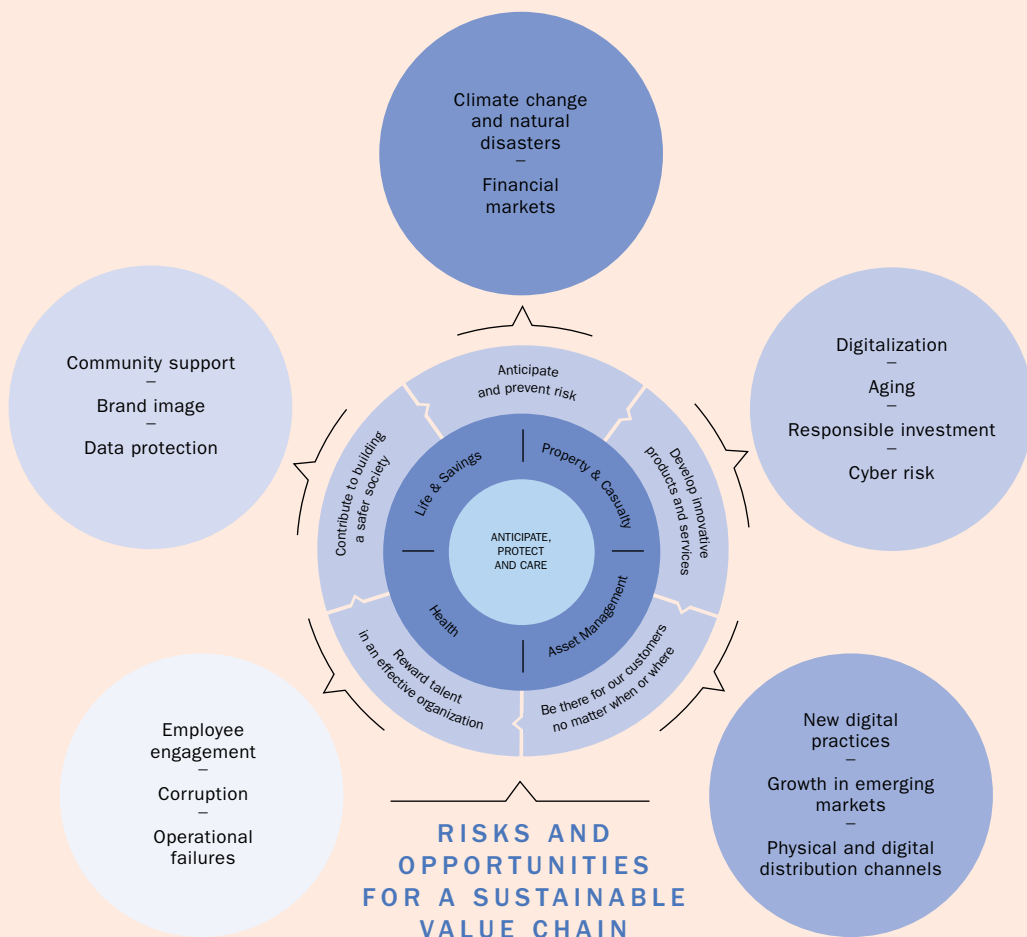 Climate change
and natural
disasters
–
Financial
markets
Community support
–
Brand image
–
Data protection
Digitalization
–
Aging
–
Responsible investment
–
Cyber risk
Anticipate
and prevent risk
Contribute to building
a safer society
Develop innovative
products and services
Life & Savings
Property & Casualty
ANTICIPATE,
PROTECT
AND CARE
Health
Asset Management
Reward talent
in an effective organization
Be there for our customers
no matter when or where
Employee
engagement
–
Corruption
–
Operational
failures
New digital
practices
–
Growth in emerging
markets
–
Physical and digital
distribution channels
RISKS AND
OPPORTUNITIES
FOR A SUSTAINABLE
VALUE CHAIN